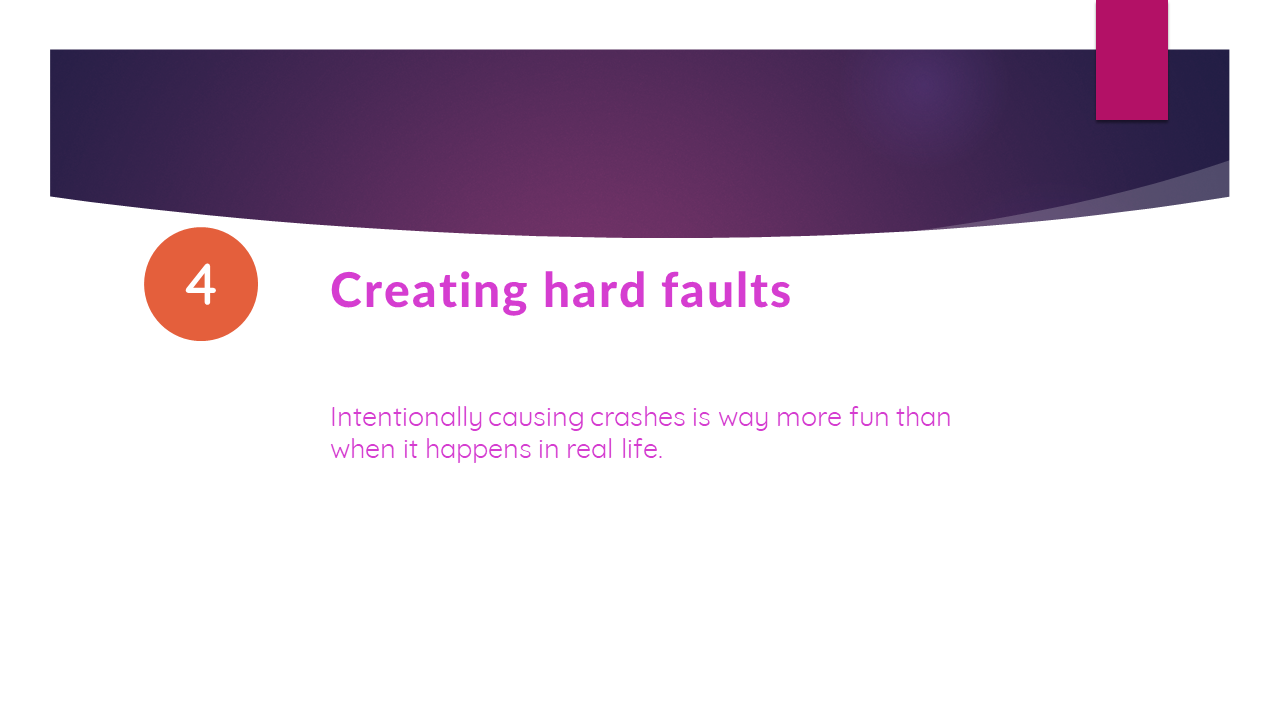 4
Creating hard faults
Intentionally causing crashes is way more fun than
when it happens in real life.